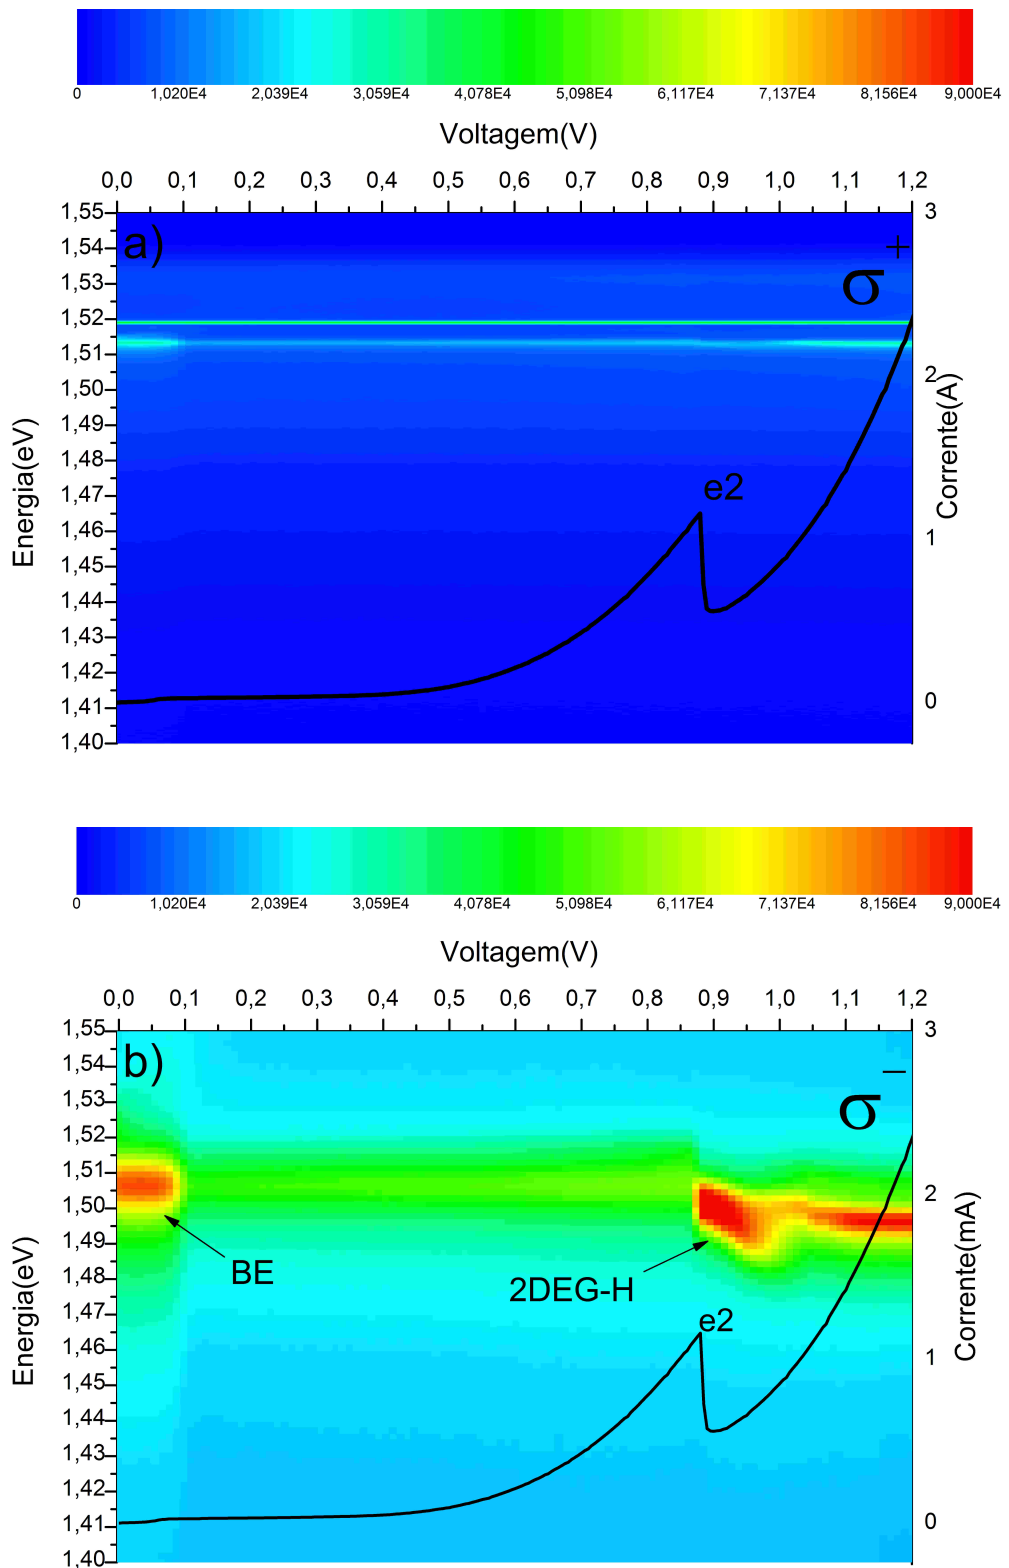 0 1,020E4 2,039E4 3,059E4 4,078E4 5,098E4 6,117E4 7,137E4 8,156E4 9,000E4
Voltagem(V)
0,0 0,1 0,2 0,3 0,4 0,5 0,6 0,7 0,8 0,9 1,0 1,1 1,2
a)
σ+
e2
1,55
1,54
1,53
1,52
1,51
1,50
1,49
1,48
1,47
1,46
1,45
1,44
1,43
1,42
1,41
1,40
Energia(eV)
3
2
1
0
Corrente(A)
0 1,020E4 2,039E4 3,059E4 4,078E4 5,098E4 6,117E4 7,137E4 8,156E4 9,000E4
Voltagem(V)
0,0 0,1 0,2 0,3 0,4 0,5 0,6 0,7 0,8 0,9 1,0 1,1 1,2
b)
σ−
BE
2DEG-H
e2
1,55
1,54
1,53
1,52
1,51
1,50
1,49
1,48
1,47
1,46
1,45
1,44
1,43
1,42
1,41
1,40
Energia(eV)
3
2
1
0
Corrente(mA)